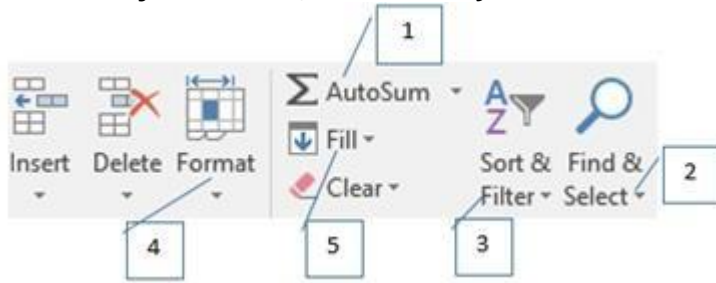 1
AutoSum
Fill
Clear
Insert
Delete
Format
Sort &
Filter
Find &
Select
2
3
4
5